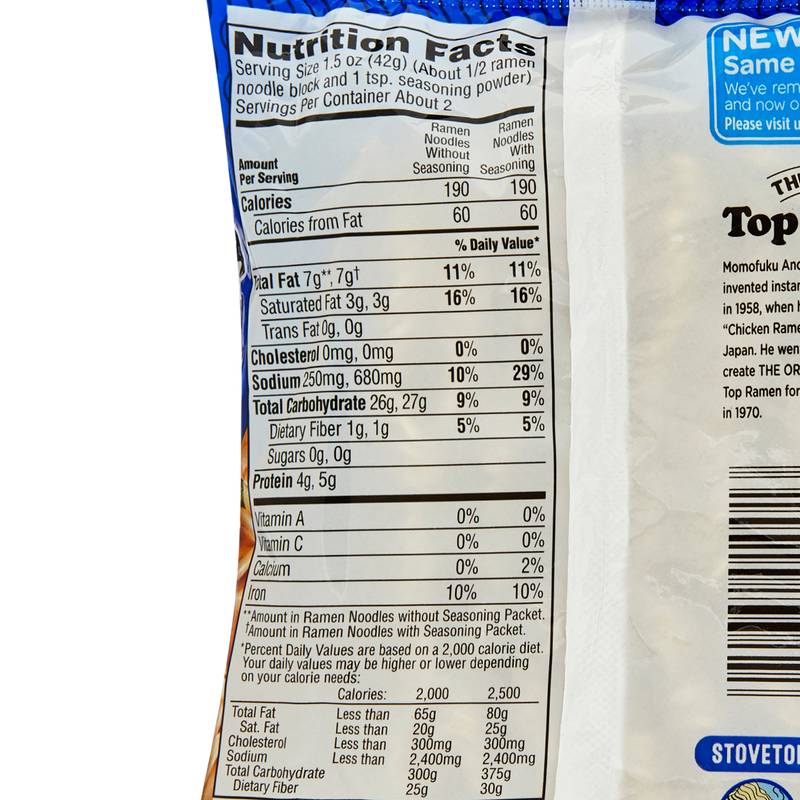 Nutrition Facts
Serving Size 1.5 oz (42g) (About 1/2 ramen
noodle block and 1 tsp. seasoning powder)
Servings Per Container About 2
Amount
Per Serving
Ramen
Noodles
Without
Seasoning
Ramen
Noodles
With
Seasoning
Calories 190 190
Calories from Fat 60 60
% Daily Value*
Total Fat 7g**, 7g† 11% 11%
Saturated Fat 3g, 3g 16% 16%
Trans Fat 0g, 0g
Cholesterol 0mg, 0mg 0% 0%
Sodium 250mg, 680mg 10% 29%
Total Carbohydrate 26g, 27g 9% 9%
Dietary Fiber 1g, 1g 5% 5%
Sugars 0g, 0g
Protein 4g, 5g
Vitamin A 0% 0%
Vitamin C 0% 0%
Calcium 0% 2%
Iron 10% 10%
**Amount in Ramen Noodles without Seasoning Packet.
†Amount in Ramen Noodles with Seasoning Packet.
*Percent Daily Values are based on a 2,000 calorie diet.
Your daily values may be higher or lower depending
on your calorie needs:
Calories: 2,000 2,500
Total Fat Less than 65g 80g
Sat. Fat Less than 20g 25g
Cholesterol Less than 300mg 300mg
Sodium Less than 2,400mg 2,400mg
Total Carbohydrate 300g 375g
Dietary Fiber 25g 30g
NEW
Same
We've rem
and now o
Please visit u
TH
Top
Momofuku And
invented instan
in 1958, when h
"Chicken Rame
Japan. He wen
create THE OR
Top Ramen for
in 1970.
STOVETO